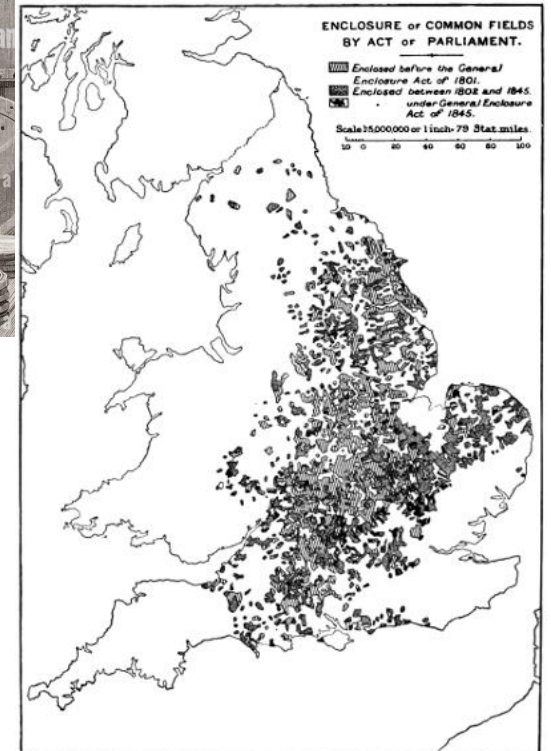 ENCLOSURE OF COMMON FIELDS
BY ACT OF PARLIAMENT.
Enclosed before the General
Enclosure Act of 1801.
Enclosed between 1802 and 1845.
" under General Enclosure
Act of 1845.
Scale 1:5,000,000 or 1 inch = 79 Stat. miles.
10 0 20 40 60 80 100